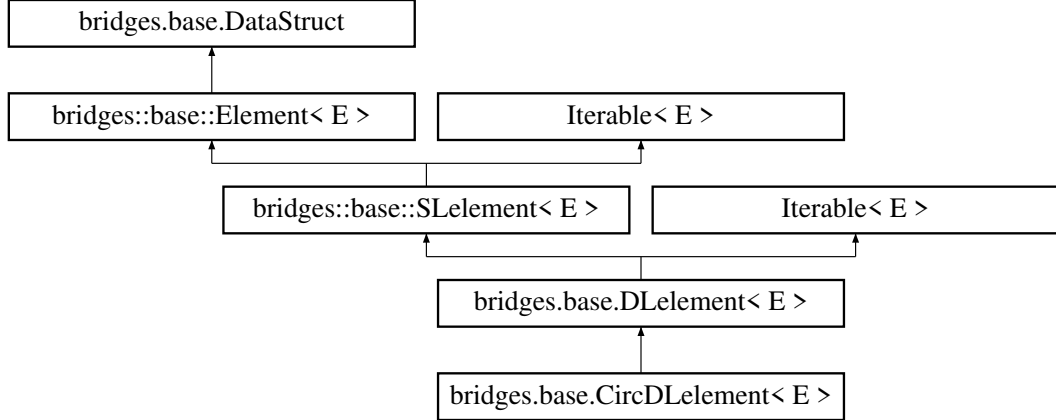 bridges.base.DataStruct
bridges::base::Element< E >
Iterable< E >
bridges::base::SLelement< E >
Iterable< E >
bridges.base.DLelement< E >
bridges.base.CircDLelement< E >